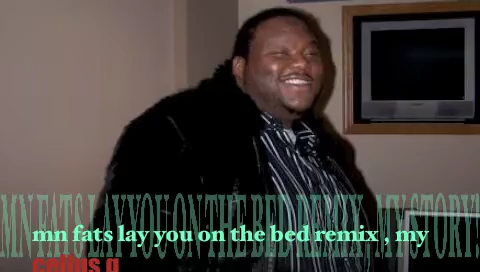 MN FATS LAY YOU ON THE BED REMIX, MY STORY!
mn fats lay you on the bed remix , my